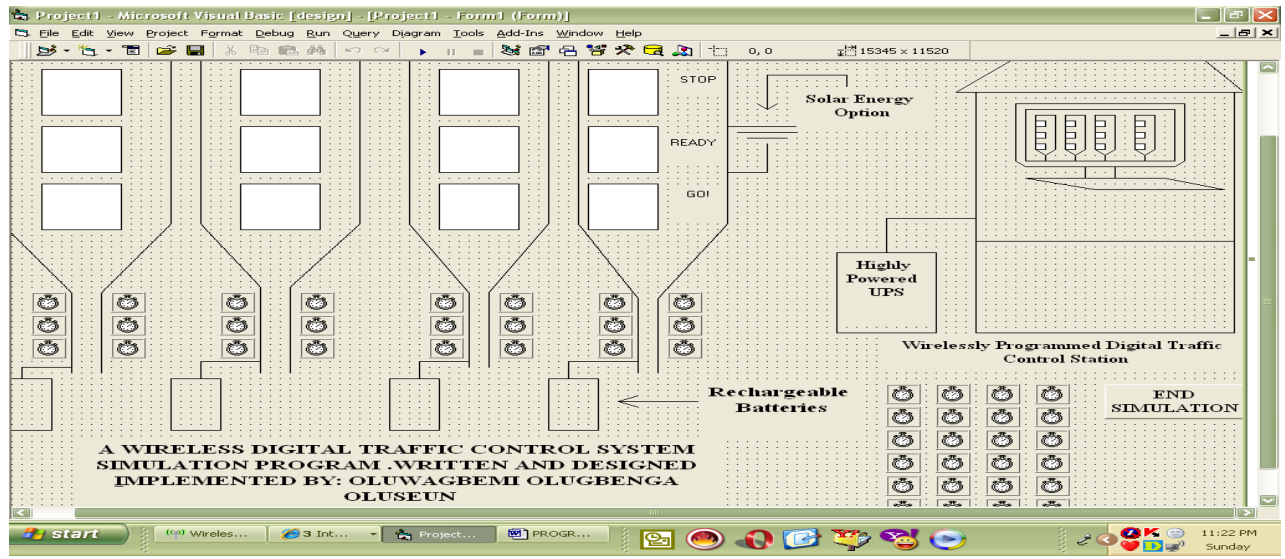 Project1 - Microsoft Visual Basic [design] - [Project1 - Form1 (Form)]
File Edit View Project Format Debug Run Query Diagram Tools Add-Ins Window Help
0, 0 15345 x 11520
STOP
READY
GO!
Solar Energy
Option
Highly
Powered
UPS
Wirelessly Programmed Digital Traffic
Control Station
Rechargeable
Batteries
END
SIMULATION
A WIRELESS DIGITAL TRAFFIC CONTROL SYSTEM
SIMULATION PROGRAM .WRITTEN AND DESIGNED
IMPLEMENTED BY: OLUWAGBEMI OLUGBENGA
OLUSEUN
start Wireles... 3 Int... Project... PROGR... 11:22 PM
Sunday